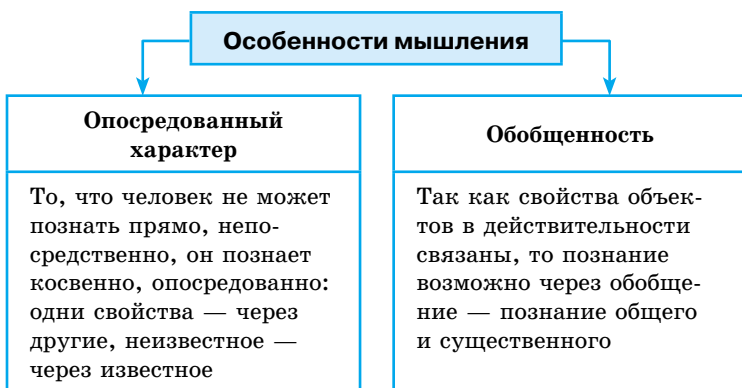 Особенности мышления
Опосредованный
характер
То, что человек не может
познать прямо, непо-
средственно, он познает
косвенно, опосредованно:
одни свойства — через
другие, неизвестное —
через известное
Обобщенность
Так как свойства объек-
тов в действительности
связаны, то познание
возможно через обобще-
ние — познание общего
и существенного